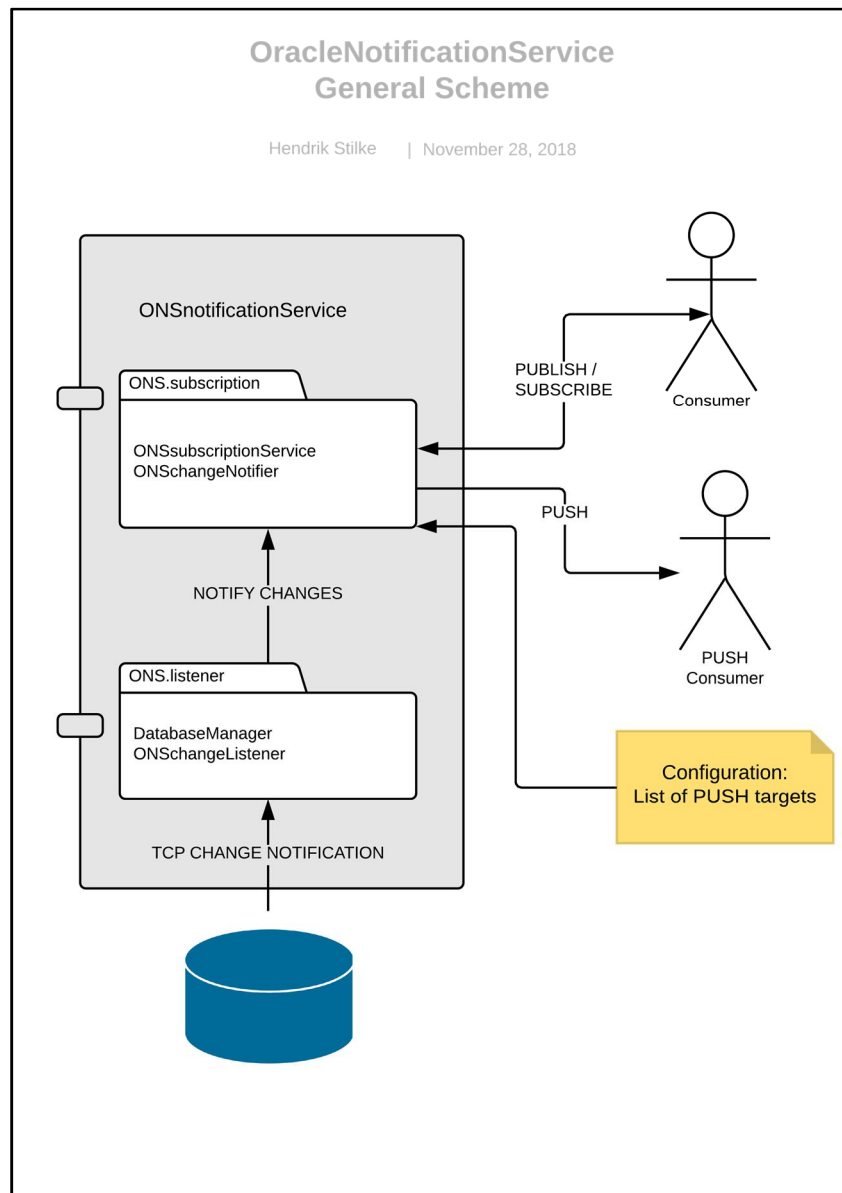 OracleNotificationService
General Scheme
Hendrik Stilke | November 28, 2018
ONSnotificationService
ONS.subscription
ONSsubscriptionService
ONSchangeNotifier
PUBLISH /
SUBSCRIBE
Consumer
PUSH
NOTIFY CHANGES
PUSH
Consumer
ONS.listener
DatabaseManager
ONSchangeListener
Configuration:
List of PUSH targets
TCP CHANGE NOTIFICATION